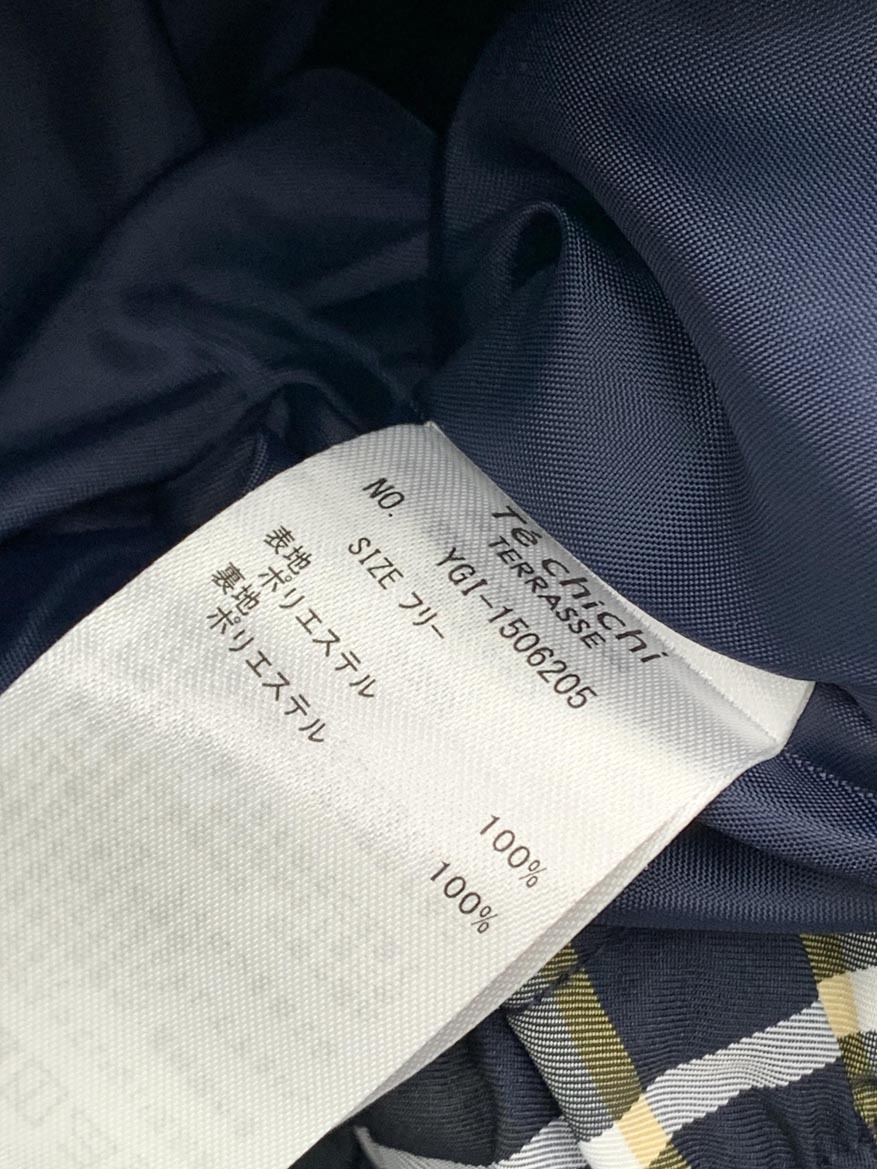 Té chichi
TERRASSE
NO. YGI-1506205
SIZE フリー
表地
ポリエステル 100%
裏地
ポリエステル 100%